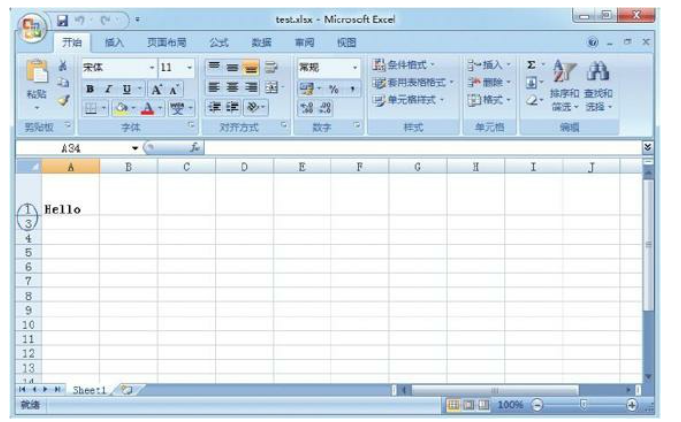 test.xlsx - Microsoft Excel
开始 插入 页面布局 公式 数据 审阅 视图
宋体 11 常规 条件格式 插入 Σ
粘贴 B I U A A % , 套用表格格式 删除 排序和 查找和
A 单元格样式 格式 筛选 选择
剪贴板 字体 对齐方式 数字 样式 单元格 编辑
A34 fx
A B C D E F G H I J
1 Hello
3
4
5
6
7
8
9
10
11
12
13
14
Sheet1
就绪 100%